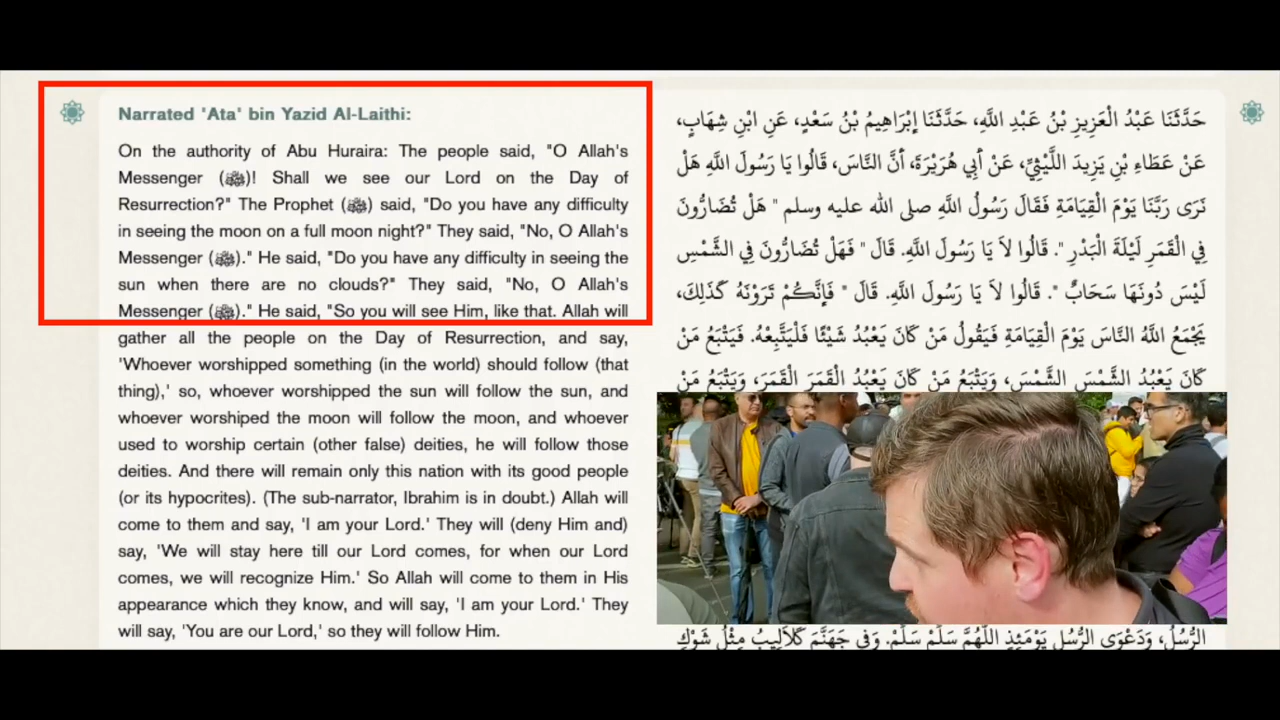 Narrated 'Ata' bin Yazid Al-Laithi:
On the authority of Abu Huraira: The people said, "O Allah's
Messenger (ﷺ)! Shall we see our Lord on the Day of
Resurrection?" The Prophet (ﷺ) said, "Do you have any difficulty
in seeing the moon on a full moon night?" They said, "No, O Allah's
Messenger (ﷺ)." He said, "Do you have any difficulty in seeing the
sun when there are no clouds?" They said, "No, O Allah's
Messenger (ﷺ)." He said, "So you will see Him, like that. Allah will
gather all the people on the Day of Resurrection, and say,
'Whoever worshipped something (in the world) should follow (that
thing),' so, whoever worshipped the sun will follow the sun, and
whoever worshiped the moon will follow the moon, and whoever
used to worship certain (other false) deities, he will follow those
deities. And there will remain only this nation with its good people
(or its hypocrites). (The sub-narrator, Ibrahim is in doubt.) Allah will
come to them and say, 'I am your Lord.' They will (deny Him and)
say, 'We will stay here till our Lord comes, for when our Lord
comes, we will recognize Him.' So Allah will come to them in His
appearance which they know, and will say, 'I am your Lord.' They
will say, 'You are our Lord,' so they will follow Him.
حَدَّثَنَا عَبْدُ الْعَزِيزِ بْنُ عَبْدِ اللَّهِ، حَدَّثَنَا إِبْرَاهِيمُ بْنُ سَعْدٍ، عَنِ ابْنِ شِهَابٍ،
عَنْ عَطَاءِ بْنِ يَزِيدَ اللَّيْثِيِّ، عَنْ أَبِي هُرَيْرَةَ، أَنَّ النَّاسَ، قَالُوا يَا رَسُولَ اللَّهِ هَلْ
نَرَى رَبَّنَا يَوْمَ الْقِيَامَةِ فَقَالَ رَسُولُ اللَّهِ صلى الله عليه وسلم " هَلْ تُضَارُّونَ
فِي الْقَمَرِ لَيْلَةَ الْبَدْرِ ". قَالُوا لاَ يَا رَسُولَ اللَّهِ. قَالَ " فَهَلْ تُضَارُّونَ فِي الشَّمْسِ
لَيْسَ دُونَهَا سَحَابٌ ". قَالُوا لاَ يَا رَسُولَ اللَّهِ. قَالَ " فَإِنَّكُمْ تَرَوْنَهُ كَذَلِكَ،
يَجْمَعُ اللَّهُ النَّاسَ يَوْمَ الْقِيَامَةِ فَيَقُولُ مَنْ كَانَ يَعْبُدُ شَيْئًا فَلْيَتَّبِعْهُ. فَيَتْبَعُ مَنْ
كَانَ يَعْبُدُ الشَّمْسَ الشَّمْسَ، وَيَتْبَعُ مَنْ كَانَ يَعْبُدُ الْقَمَرَ الْقَمَرَ، وَيَتْبَعُ مَنْ
الرُّسُلُ، وَدَعْوَى الرُّسُلِ يَوْمَئِذٍ اللَّهُمَّ سَلِّمْ سَلِّمْ. وَفِي جَهَنَّمَ كَلاَلِيبُ مِثْلُ شَوْكِ